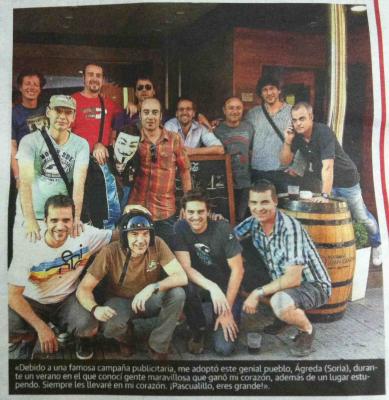 «Debido a una famosa campaña publicitaria, me adoptó este genial pueblo, Ágreda (Soria), duran-
te un verano en el que conocí gente maravillosa que ganó mi corazón, además de un lugar estu-
pendo. Siempre les llevaré en mi corazón. ¡Pascualillo, eres grande!».